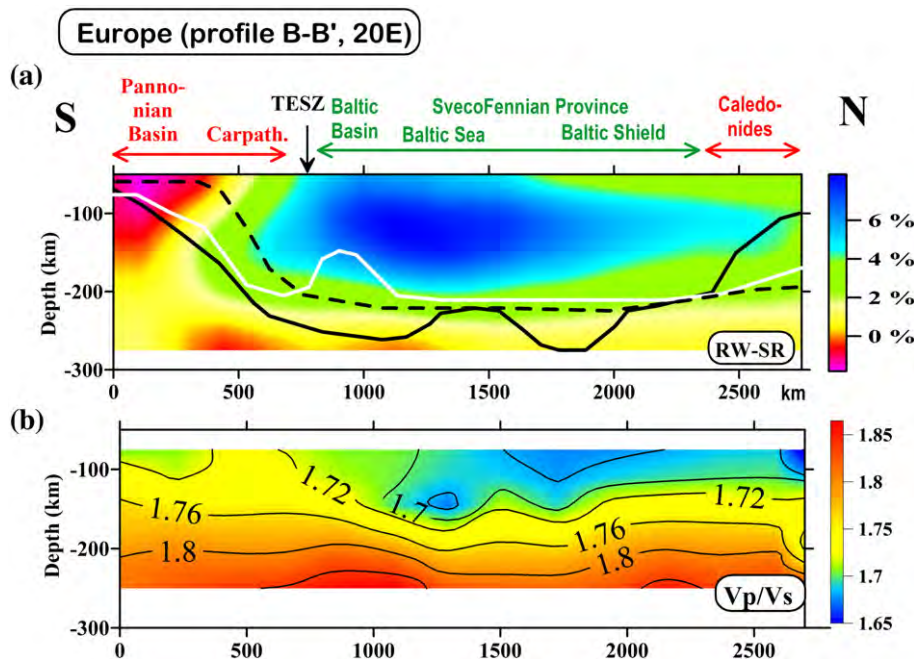 Europe (profile B-B', 20E)
(a)
S
Panno-
nian
Basin
Carpath.
TESZ
Baltic
Basin
SvecoFennian Province
Baltic Sea
Baltic Shield
Caledo-
nides
N
Depth (km)
-100
-200
-300
0
500
1000
1500
2000
2500
km
RW-SR
6 %
4 %
2 %
0 %
(b)
Depth (km)
-100
-200
-300
0
500
1000
1500
2000
2500
1.72
1.7
1.76
1.8
1.72
1.76
1.8
Vp/Vs
1.85
1.80
1.75
1.70
1.65